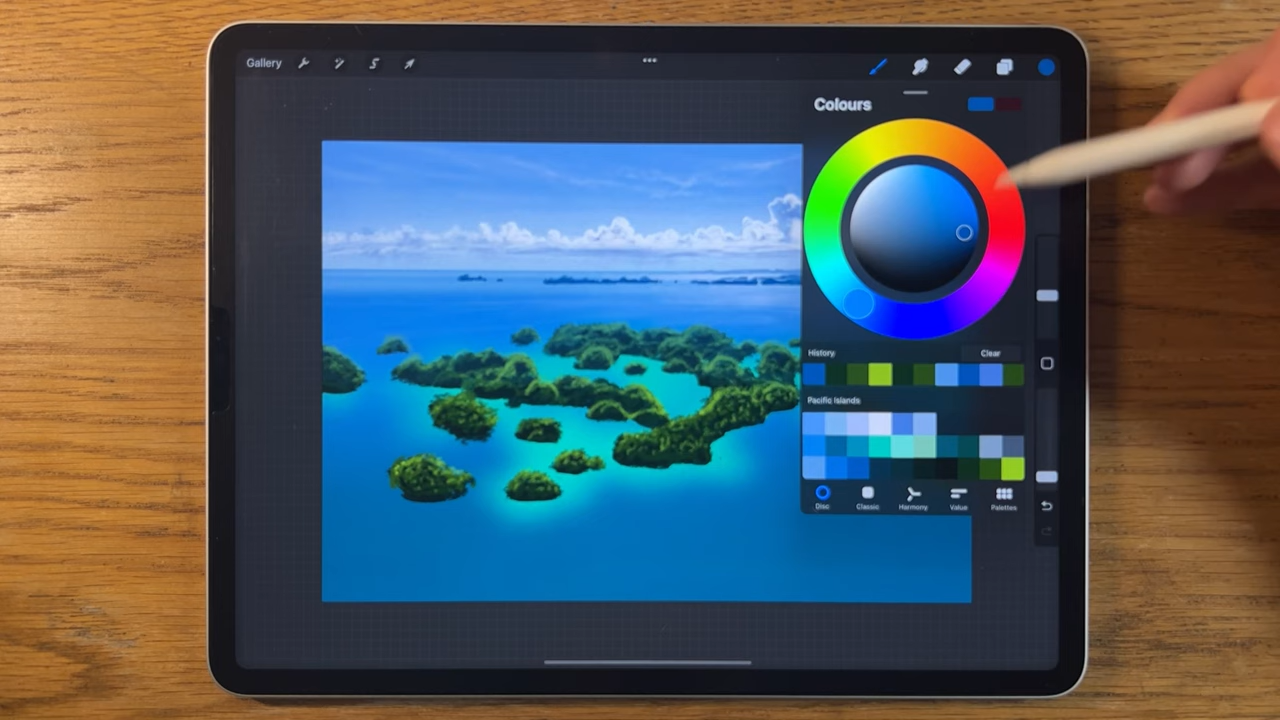 Gallery
Colours
History
Clear
Pacific Islands
Disc
Classic
Harmony
Value
Palettes